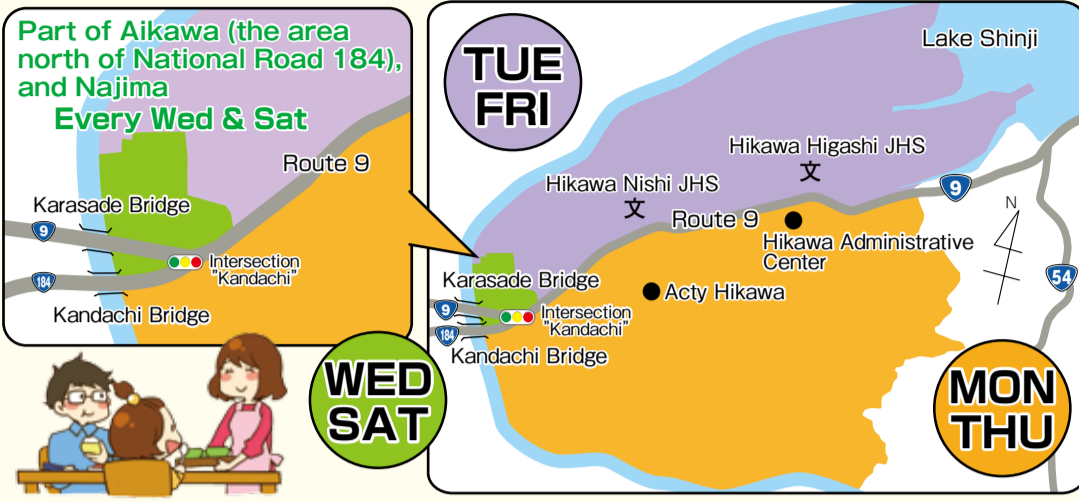 Part of Aikawa (the area
north of National Road 184),
and Najima
Every Wed & Sat
Route 9
Karasade Bridge
9
Intersection
"Kandachi"
184
Kandachi Bridge
TUE
FRI
Lake Shinji
Hikawa Higashi JHS
文
Hikawa Nishi JHS
文
9
Route 9
N
Hikawa Administrative
Center
54
Karasade Bridge
Acty Hikawa
9
Intersection
"Kandachi"
184
Kandachi Bridge
WED
SAT
MON
THU